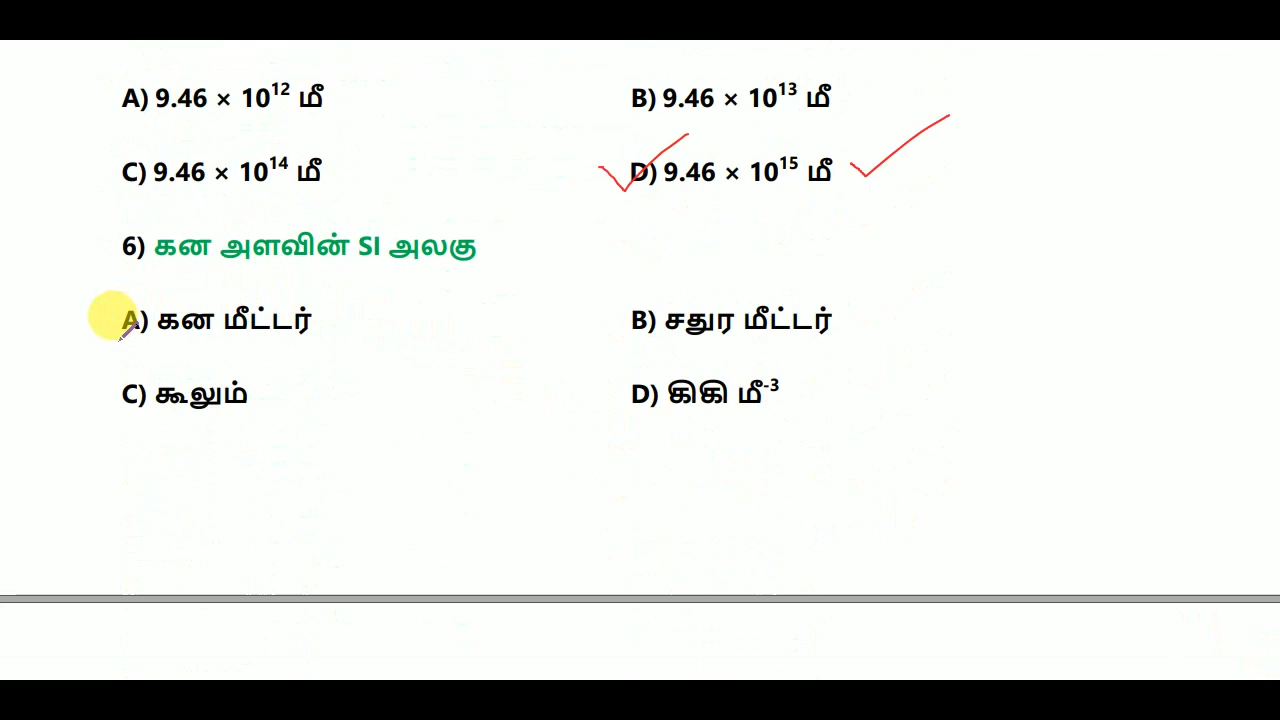 A) 9.46 × 10¹² மீ B) 9.46 × 10¹³ மீ
C) 9.46 × 10¹⁴ மீ D) 9.46 × 10¹⁵ மீ
6) கன அளவின் SI அலகு
A) கன மீட்டர் B) சதுர மீட்டர்
C) கூலும் D) கிகி மீ⁻³